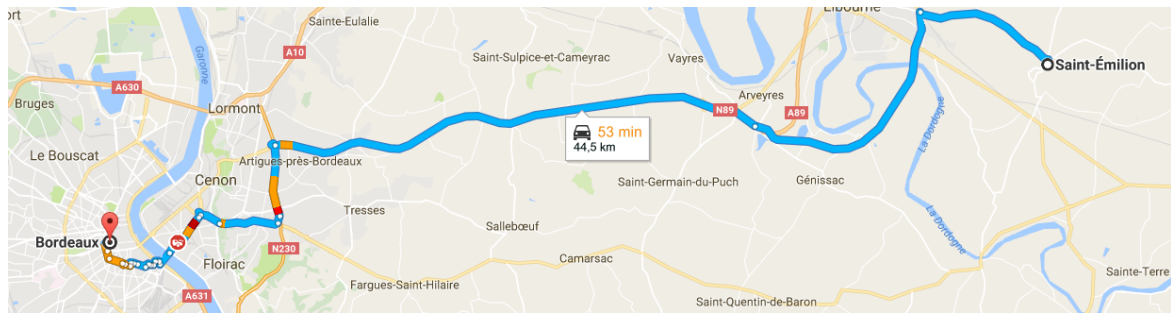 ort
Sainte-Eulalie
LIbourne
A10
Garonne
Saint-Sulpice-et-Cameyrac
Vayres
Saint-Émilion
A630
Bruges
Lormont
Arveyres
N89
A89
53 min
44,5 km
La Dordogne
Le Bouscat
Artigues-près-Bordeaux
Cenon
Saint-Germain-du-Puch
Génissac
Tresses
La Dordogne
Sallebœuf
Bordeaux
N230
Floirac
Camarsac
Sainte-Terre
Fargues-Saint-Hilaire
A631
Saint-Quentin-de-Baron